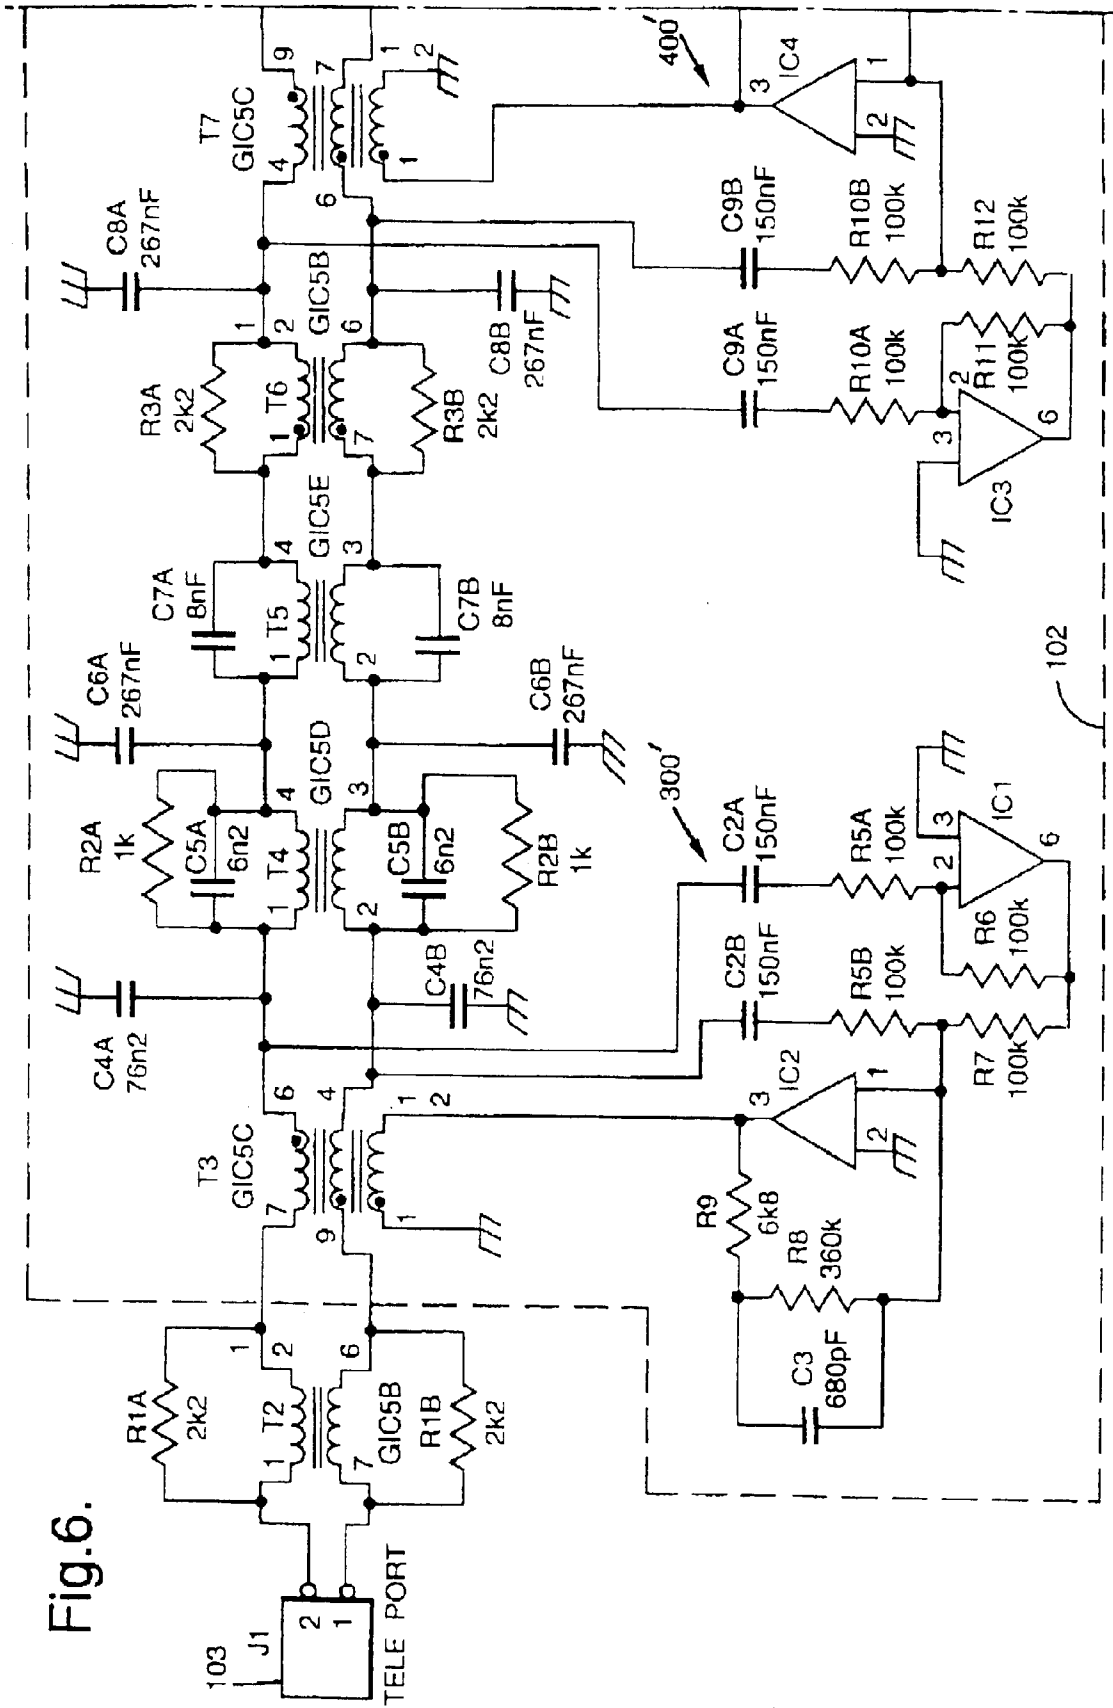 Fig.6.
103
J1
2
1
TELE PORT
R1A
2k2
1
T2
1
2
7
6
GIC5B
R1B
2k2
T3
GIC5C
7
6
9
4
1
1
2
C4A
76n2
C4B
76n2
R2A
1k
C5A
6n2
1
T4
4
GIC5D
2
3
C5B
6n2
R2B
1k
C6A
267nF
C6B
267nF
C7A
8nF
1
T5
4
GIC5E
2
3
C7B
8nF
R3A
2k2
1
1
T6
2
GIC5B
7
6
R3B
2k2
C8A
267nF
C8B
267nF
T7
GIC5C
4
9
6
7
1
1
2
300'
C2A
150nF
C2B
150nF
R5A
100k
R5B
100k
R6
100k
R7
100k
IC1
2
3
6
IC2
3
1
2
R9
6k8
R8
360k
C3
680pF
102
400'
C9A
150nF
C9B
150nF
R10A
100k
R10B
100k
R11
100k
R12
100k
IC3
3
2
6
IC4
3
1
2